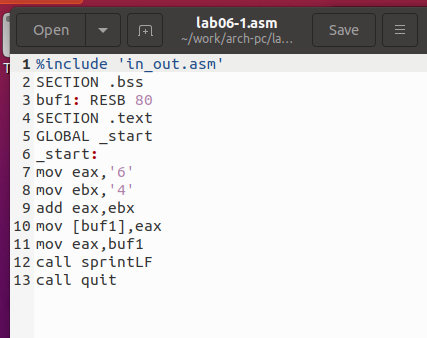 Open
lab06-1.asm
~/work/arch-pc/la...
Save
1 %include 'in_out.asm'
2 SECTION .bss
3 buf1: RESB 80
4 SECTION .text
5 GLOBAL _start
6 _start:
7 mov eax,'6'
8 mov ebx,'4'
9 add eax,ebx
10 mov [buf1],eax
11 mov eax,buf1
12 call sprintLF
13 call quit